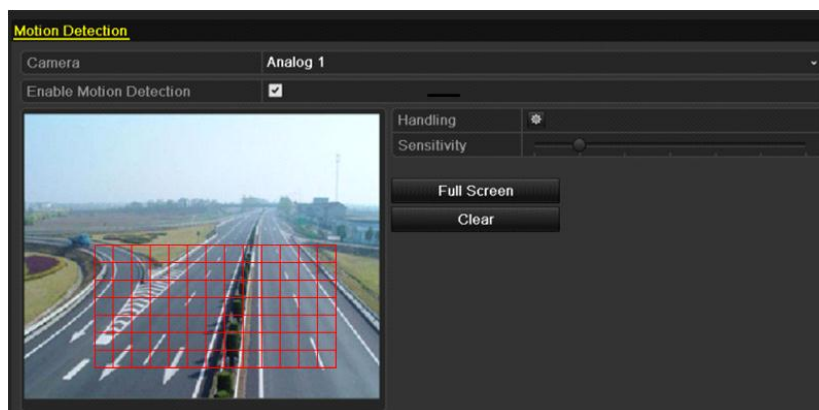 Motion Detection
Camera Analog 1
Enable Motion Detection
Handling
Sensitivity
Full Screen
Clear